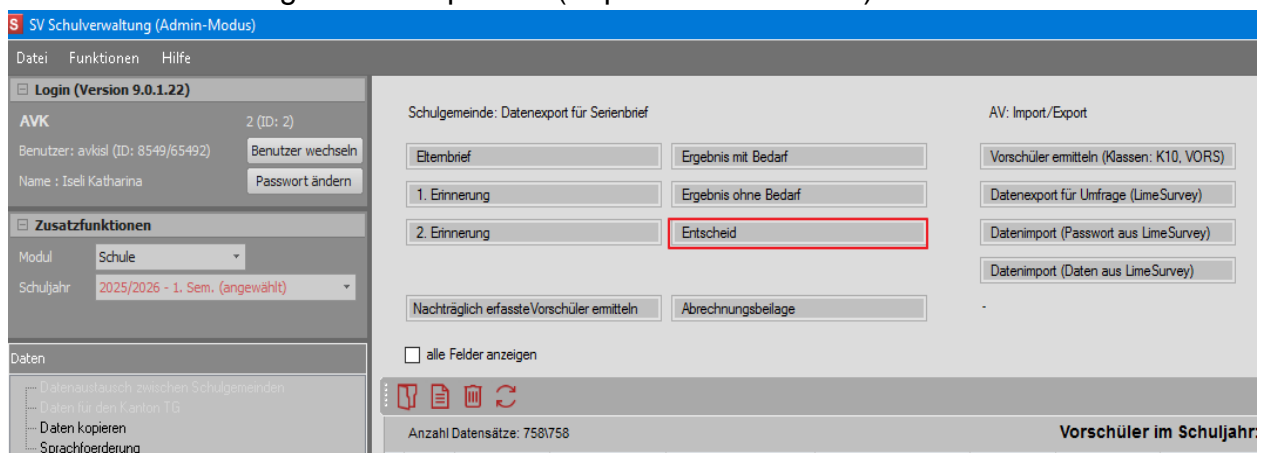 S SV Schulverwaltung (Admin-Modus)
Datei Funktionen Hilfe
Login (Version 9.0.1.22)
AVK 2 (ID: 2)
Benutzer: avkisl (ID: 8549/65492) Benutzer wechseln
Name : Iseli Katharina Passwort ändern
Zusatzfunktionen
Modul Schule
Schuljahr 2025/2026 - 1. Sem. (angewählt)
Daten
Datenaustausch zwischen Schulgemeinden
Daten für den Kanton TG
Daten kopieren
Sprachfoerderung
Schulgemeinde: Datenexport für Serienbrief
Elternbrief Ergebnis mit Bedarf
1. Erinnerung Ergebnis ohne Bedarf
2. Erinnerung Entscheid
Nachträglich erfassteVorschüler ermitteln Abrechnungsbeilage
AV: Import/Export
Vorschüler ermitteln (Klassen: K10, VORS)
Datenexport für Umfrage (LimeSurvey)
Datenimport (Passwort aus LimeSurvey)
Datenimport (Daten aus LimeSurvey)
-
alle Felder anzeigen
Anzahl Datensätze: 758\758 Vorschüler im Schuljahr: